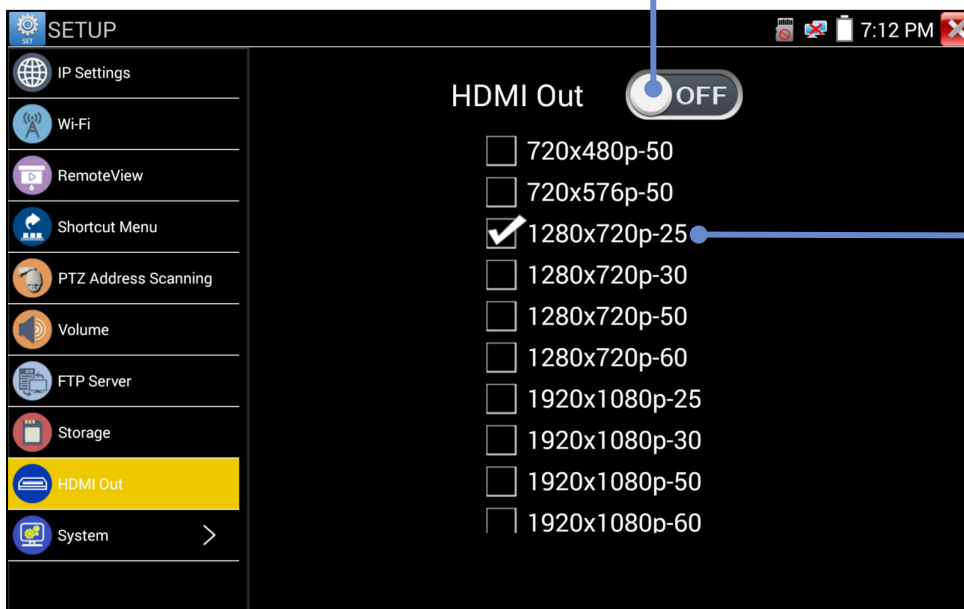 SET
SETUP
7:12 PM
IP Settings
Wi-Fi
RemoteView
Shortcut Menu
PTZ Address Scanning
Volume
FTP Server
Storage
HDMI Out
System
HDMI Out
OFF
720x480p-50
720x576p-50
1280x720p-25
1280x720p-30
1280x720p-50
1280x720p-60
1920x1080p-25
1920x1080p-30
1920x1080p-50
1920x1080p-60